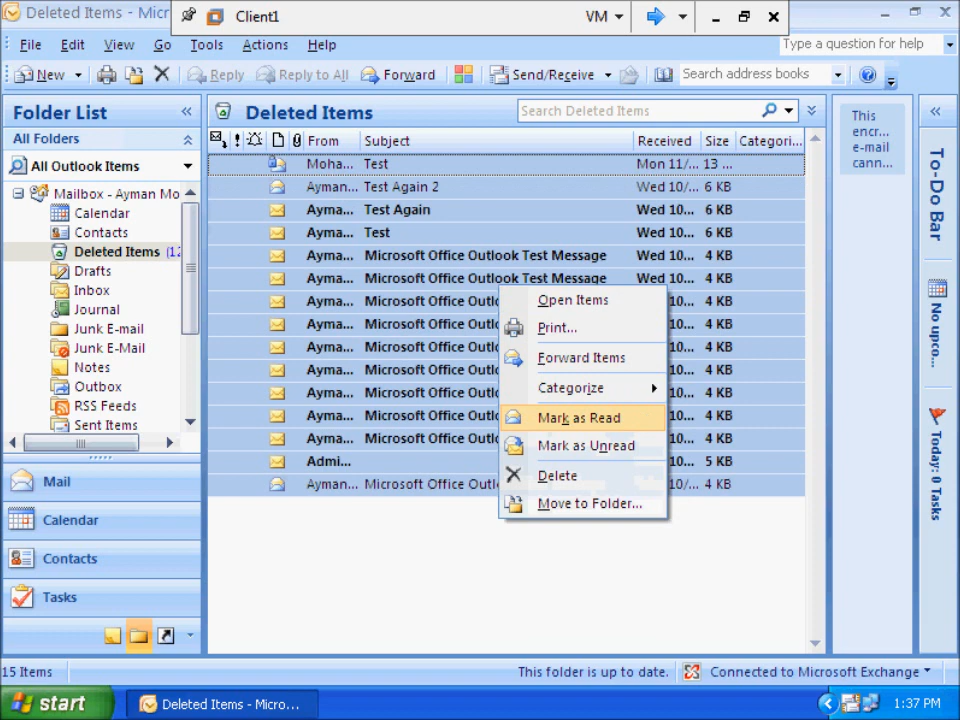 Deleted Items - Micr
Client1
VM
File Edit View Go Tools Actions Help
Type a question for help
New Reply Reply to All Forward Send/Receive Search address books
Folder List
All Folders
All Outlook Items
Mailbox - Ayman Mo
Calendar
Contacts
Deleted Items (12
Drafts
Inbox
Journal
Junk E-mail
Junk E-Mail
Notes
Outbox
RSS Feeds
Sent Items
Mail
Calendar
Contacts
Tasks
Deleted Items
Search Deleted Items
From Subject Received Size Categori...
Moha... Test Mon 11/... 13 ...
Ayman... Test Again 2 Wed 10/... 6 KB
Ayma... Test Again Wed 10... 6 KB
Ayma... Test Wed 10... 6 KB
Ayma... Microsoft Office Outlook Test Message Wed 10... 4 KB
Ayma... Microsoft Office Outlook Test Message Wed 10... 4 KB
Ayma... Microsoft Office Outlo 10... 4 KB
Ayma... Microsoft Office Outlo 10... 4 KB
Ayma... Microsoft Office Outlo 10... 4 KB
Ayma... Microsoft Office Outlo 10... 4 KB
Ayma... Microsoft Office Outlo 10... 4 KB
Ayma... Microsoft Office Outlo 10... 4 KB
Ayma... Microsoft Office Outlo 10... 4 KB
Admi... 10... 5 KB
Ayman... Microsoft Office Outlo 10/... 4 KB
Open Items
Print...
Forward Items
Categorize
Mark as Read
Mark as Unread
Delete
Move to Folder...
This
encr...
e-mail
cann...
To-Do Bar
No upco...
Today: 0 Tasks
15 Items
This folder is up to date.
Connected to Microsoft Exchange
start
Deleted Items - Micro...
1:37 PM